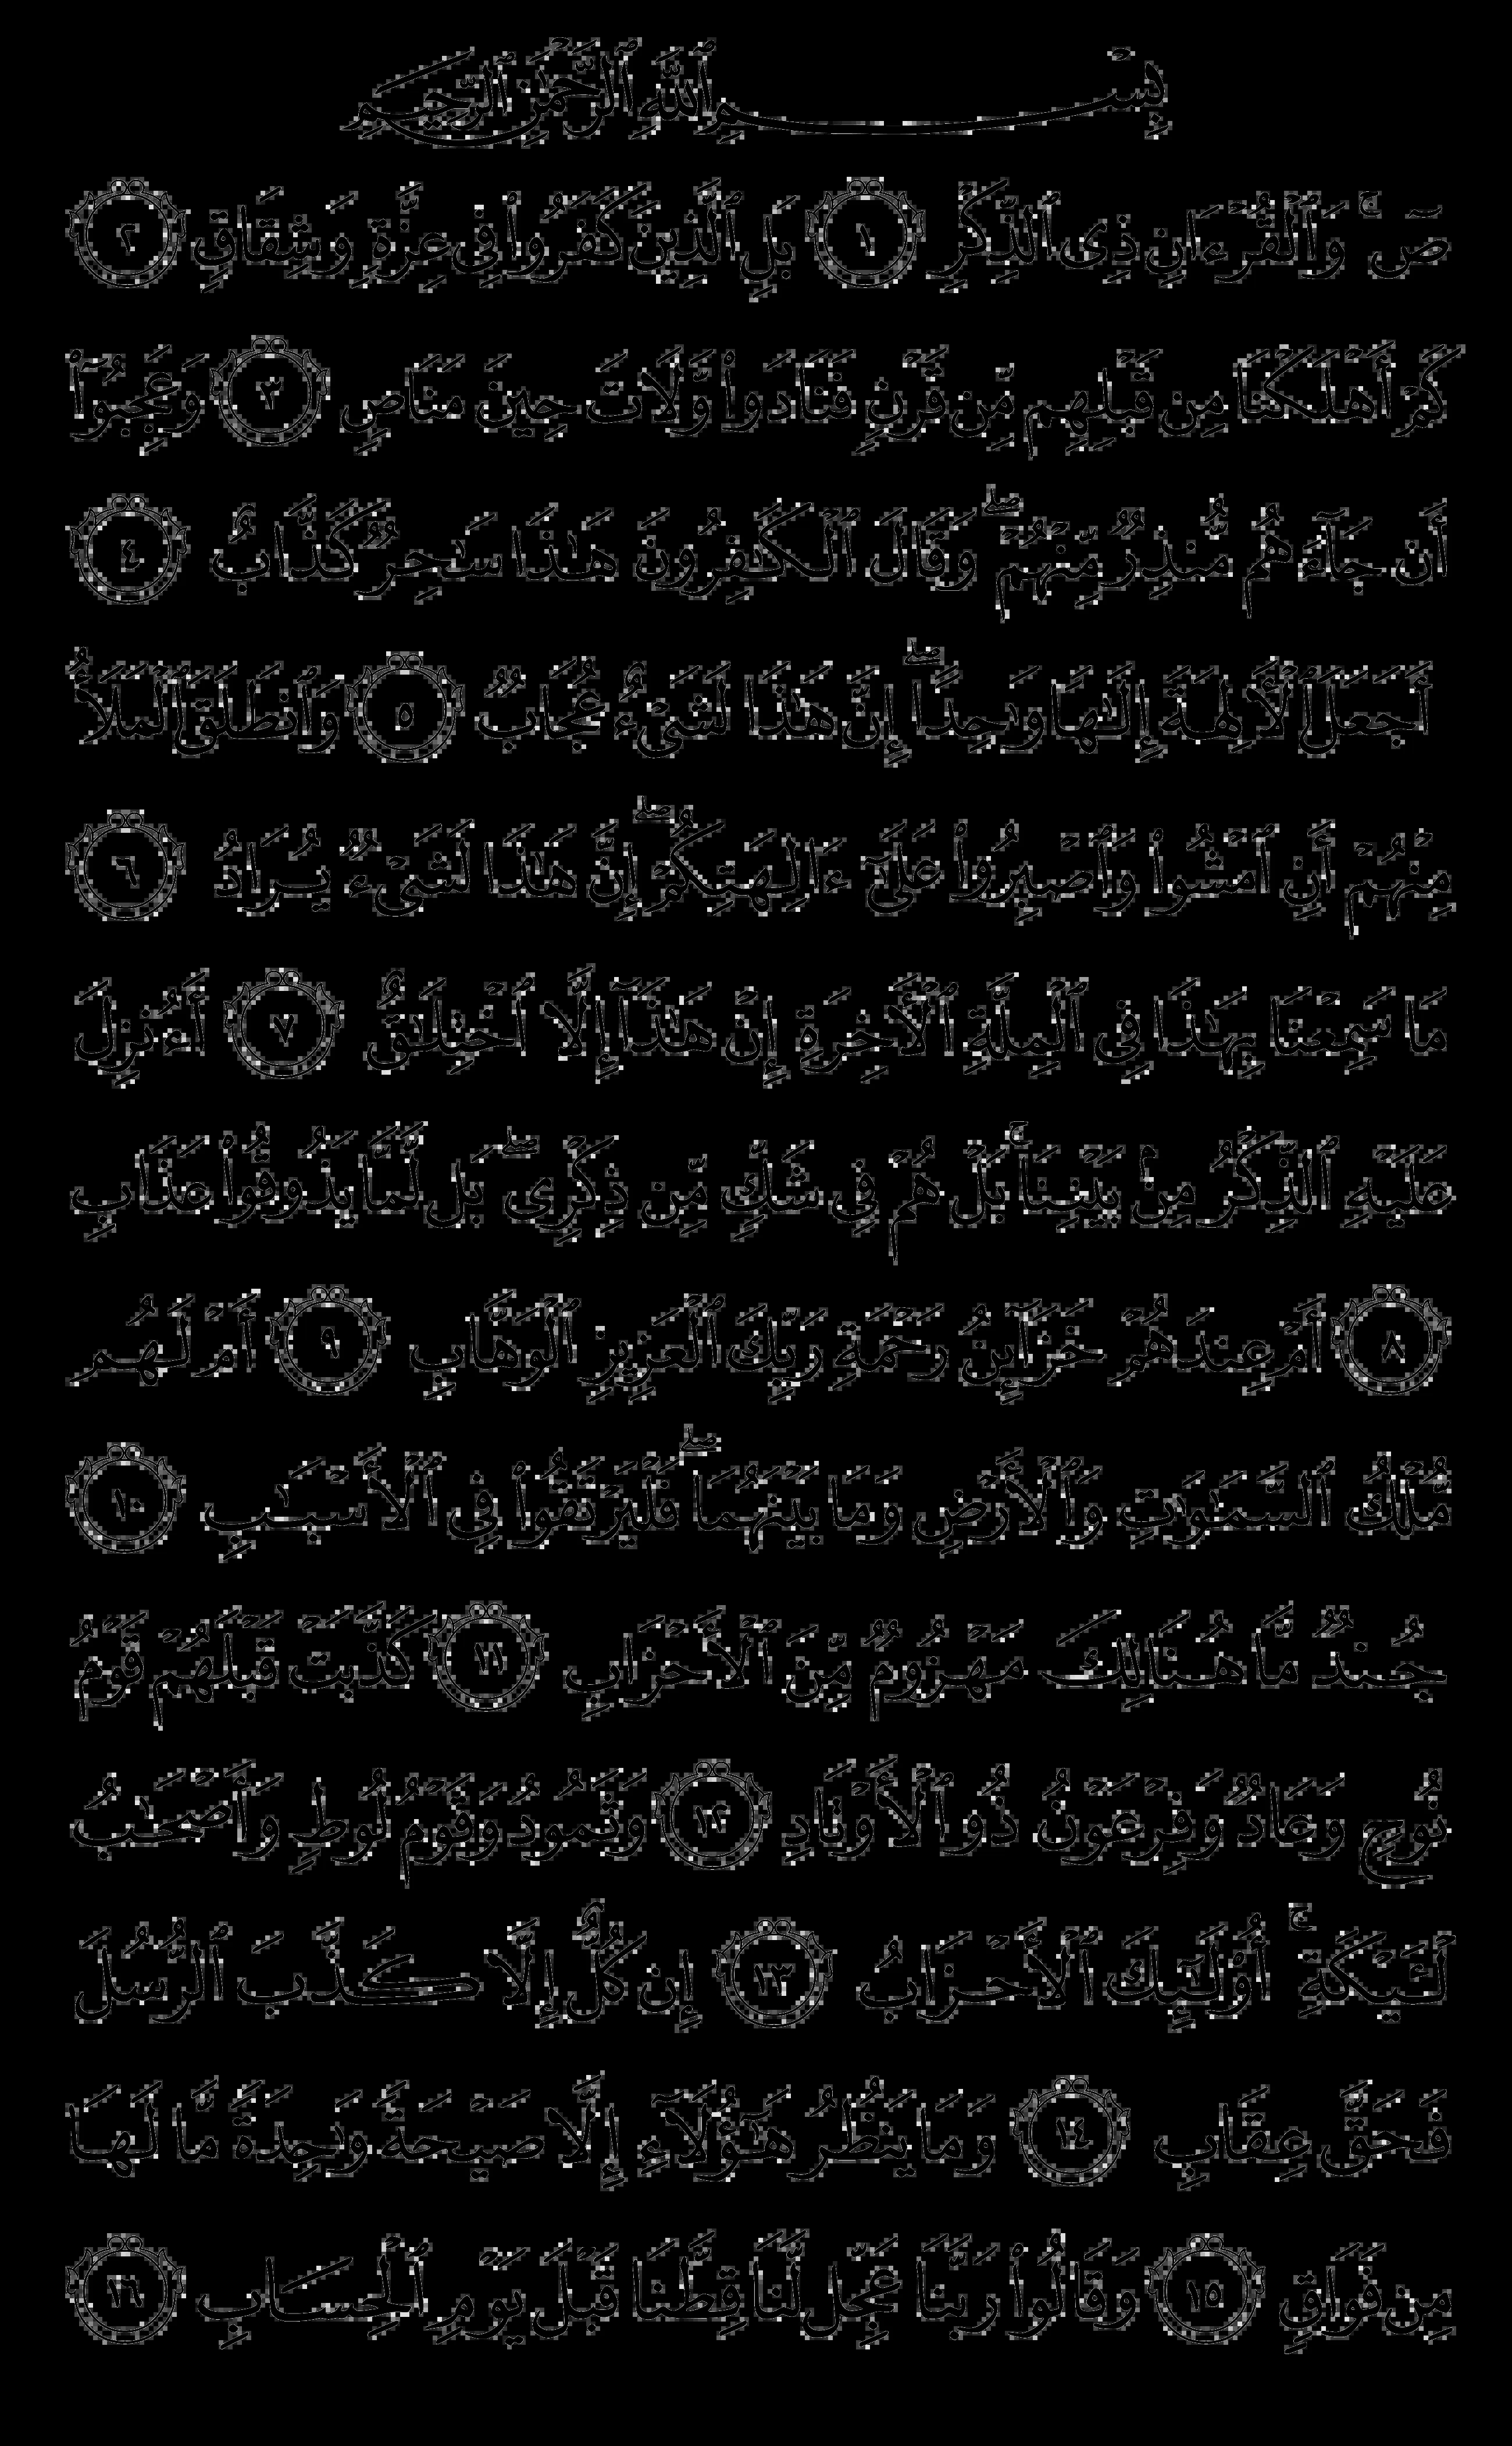 بِسْمِ ٱللَّهِ ٱلرَّحْمَٰنِ ٱلرَّحِيمِ
صٓ ۚ وَٱلْقُرْءَانِ ذِى ٱلذِّكْرِ ١ بَلِ ٱلَّذِينَ كَفَرُوا۟ فِى عِزَّةٍ وَشِقَاقٍ ٢
كَمْ أَهْلَكْنَا مِن قَبْلِهِم مِّن قَرْنٍ فَنَادَوا۟ وَّلَاتَ حِينَ مَنَاصٍ ٣ وَعَجِبُوٓا۟
أَن جَآءَهُم مُّنذِرٌ مِّنْهُمْ ۖ وَقَالَ ٱلْكَٰفِرُونَ هَٰذَا سَٰحِرٌ كَذَّابٌ ٤
أَجَعَلَ ٱلْءَالِهَةَ إِلَٰهًا وَٰحِدًا ۖ إِنَّ هَٰذَا لَشَىْءٌ عُجَابٌ ٥ وَٱنطَلَقَ ٱلْمَلَأُ
مِنْهُمْ أَنِ ٱمْشُوا۟ وَٱصْبِرُوا۟ عَلَىٰٓ ءَالِهَتِكُمْ ۖ إِنَّ هَٰذَا لَشَىْءٌ يُرَادُ ٦
مَا سَمِعْنَا بِهَٰذَا فِى ٱلْمِلَّةِ ٱلْءَاخِرَةِ إِنْ هَٰذَآ إِلَّا ٱخْتِلَٰقٌ ٧ أَءُنزِلَ
عَلَيْهِ ٱلذِّكْرُ مِنۢ بَيْنِنَا ۚ بَلْ هُمْ فِى شَكٍّ مِّن ذِكْرِى ۖ بَل لَّمَّا يَذُوقُوا۟ عَذَابِ
٨ أَمْ عِندَهُمْ خَزَآئِنُ رَحْمَةِ رَبِّكَ ٱلْعَزِيزِ ٱلْوَهَّابِ ٩ أَمْ لَهُم
مُّلْكُ ٱلسَّمَٰوَٰتِ وَٱلْأَرْضِ وَمَا بَيْنَهُمَا ۖ فَلْيَرْتَقُوا۟ فِى ٱلْأَسْبَٰبِ ١٠
جُندٌ مَّا هُنَالِكَ مَهْزُومٌ مِّنَ ٱلْأَحْزَابِ ١١ كَذَّبَتْ قَبْلَهُمْ قَوْمُ
نُوحٍ وَعَادٌ وَفِرْعَوْنُ ذُو ٱلْأَوْتَادِ ١٢ وَثَمُودُ وَقَوْمُ لُوطٍ وَأَصْحَٰبُ
لْـَٔيْكَةِ ۚ أُو۟لَٰٓئِكَ ٱلْأَحْزَابُ ١٣ إِن كُلٌّ إِلَّا كَذَّبَ ٱلرُّسُلَ
فَحَقَّ عِقَابِ ١٤ وَمَا يَنظُرُ هَٰٓؤُلَآءِ إِلَّا صَيْحَةً وَٰحِدَةً مَّا لَهَا
مِن فَوَاقٍ ١٥ وَقَالُوا۟ رَبَّنَا عَجِّل لَّنَا قِطَّنَا قَبْلَ يَوْمِ ٱلْحِسَابِ ١٦